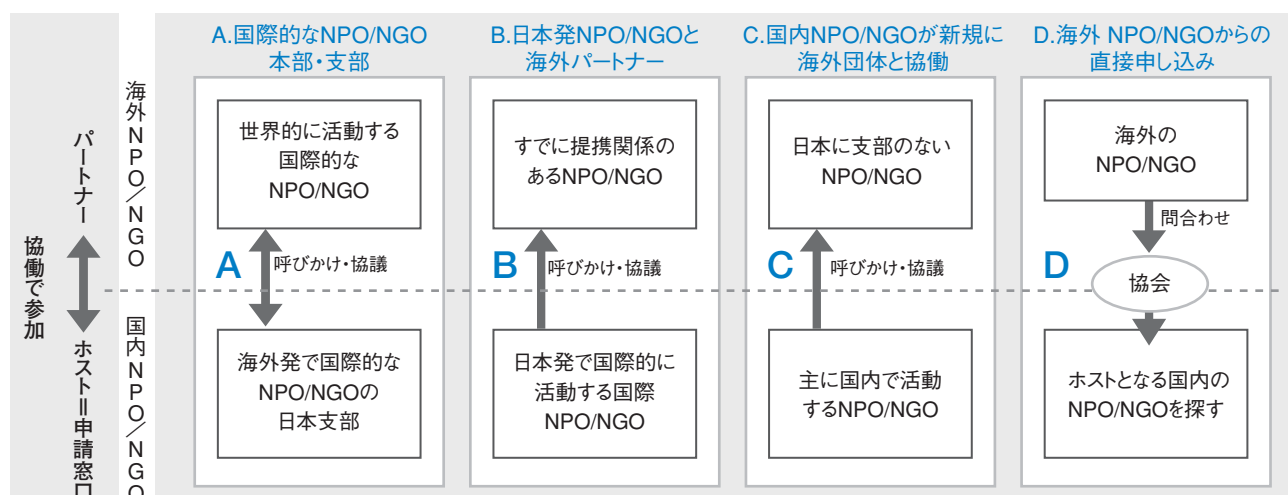 協働で参加
パートナー
ホスト＝申請窓口
海外NPO／NGO
国内NPO／NGO
A.国際的なNPO/NGO
本部・支部
世界的に活動する
国際的な
NPO/NGO
A
呼びかけ・協議
海外発で国際的な
NPO/NGOの
日本支部
B.日本発NPO/NGOと
海外パートナー
すでに提携関係の
あるNPO/NGO
B
呼びかけ・協議
日本発で国際的に
活動する国際
NPO/NGO
C.国内NPO/NGOが新規に
海外団体と協働
日本に支部のない
NPO/NGO
C
呼びかけ・協議
主に国内で活動
するNPO/NGO
D.海外 NPO/NGOからの
直接申し込み
海外の
NPO/NGO
問合わせ
D
協会
ホストとなる国内の
NPO/NGOを探す